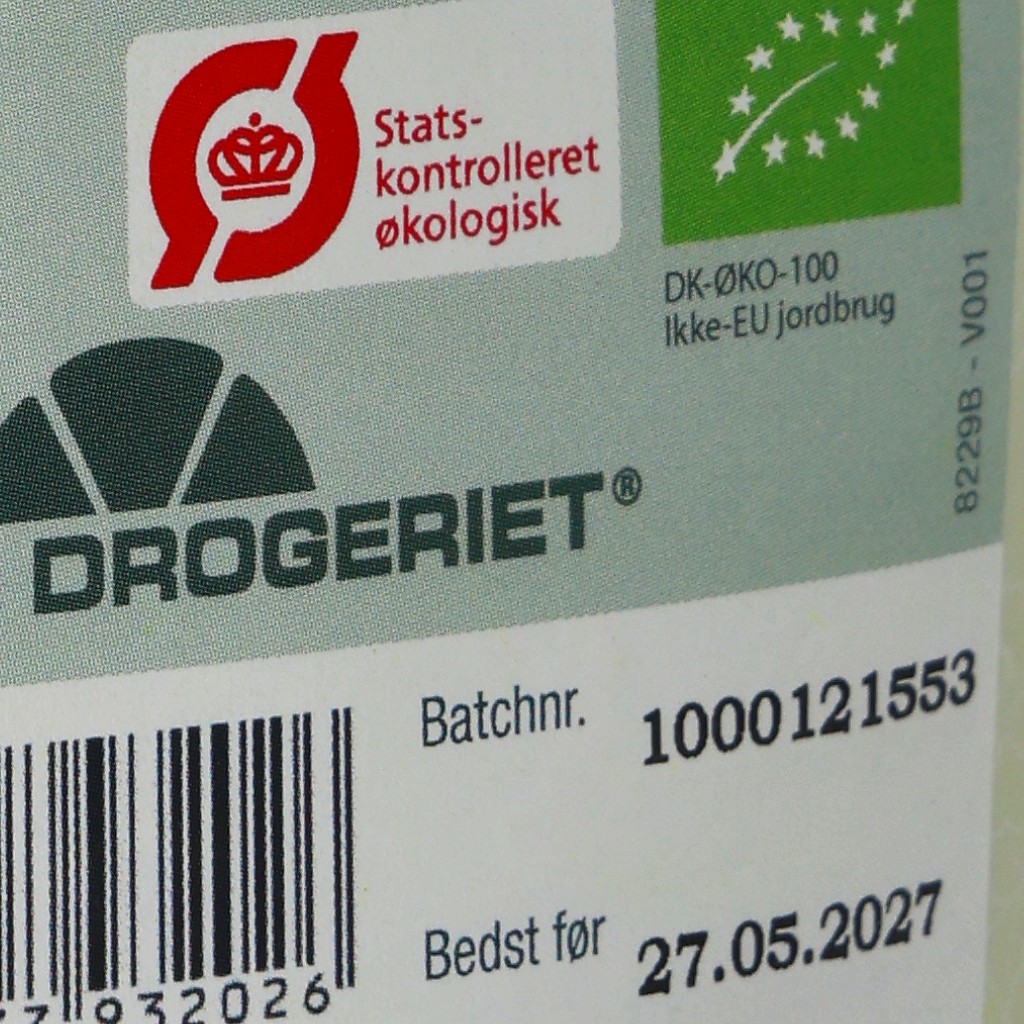 Stats-
kontrolleret
økologisk
DK-ØKO-100
Ikke-EU jordbrug
8229B - V001
DROGERIET®
Batchnr. 1000121553
Bedst før 27.05.2027
932026